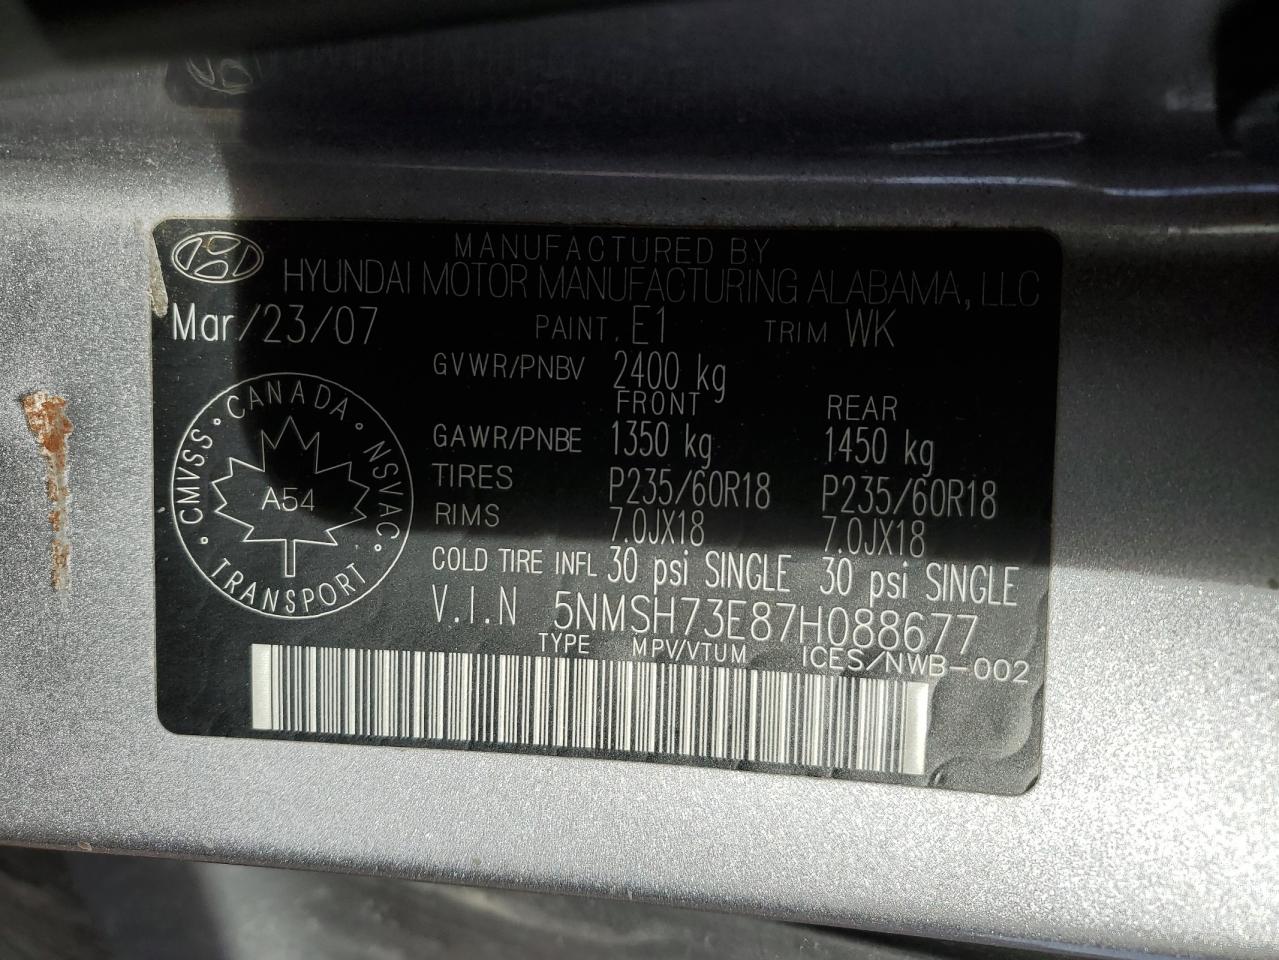 MANUFACTURED BY
HYUNDAI MOTOR MANUFACTURING ALABAMA, LLC
Mar/23/07 PAINT. E1 TRIM WK
GVWR/PNBV 2400 kg
FRONT REAR
GAWR/PNBE 1350 kg 1450 kg
TIRES P235/60R18 P235/60R18
RIMS 7.0JX18 7.0JX18
COLD TIRE INFL 30 psi SINGLE 30 psi SINGLE
V.I.N 5NMSH73E87H088677
TYPE MPV/VTUM ICES/NWB-002
CMVSS · CANADA · NSVAC · TRANSPORT ·
A54